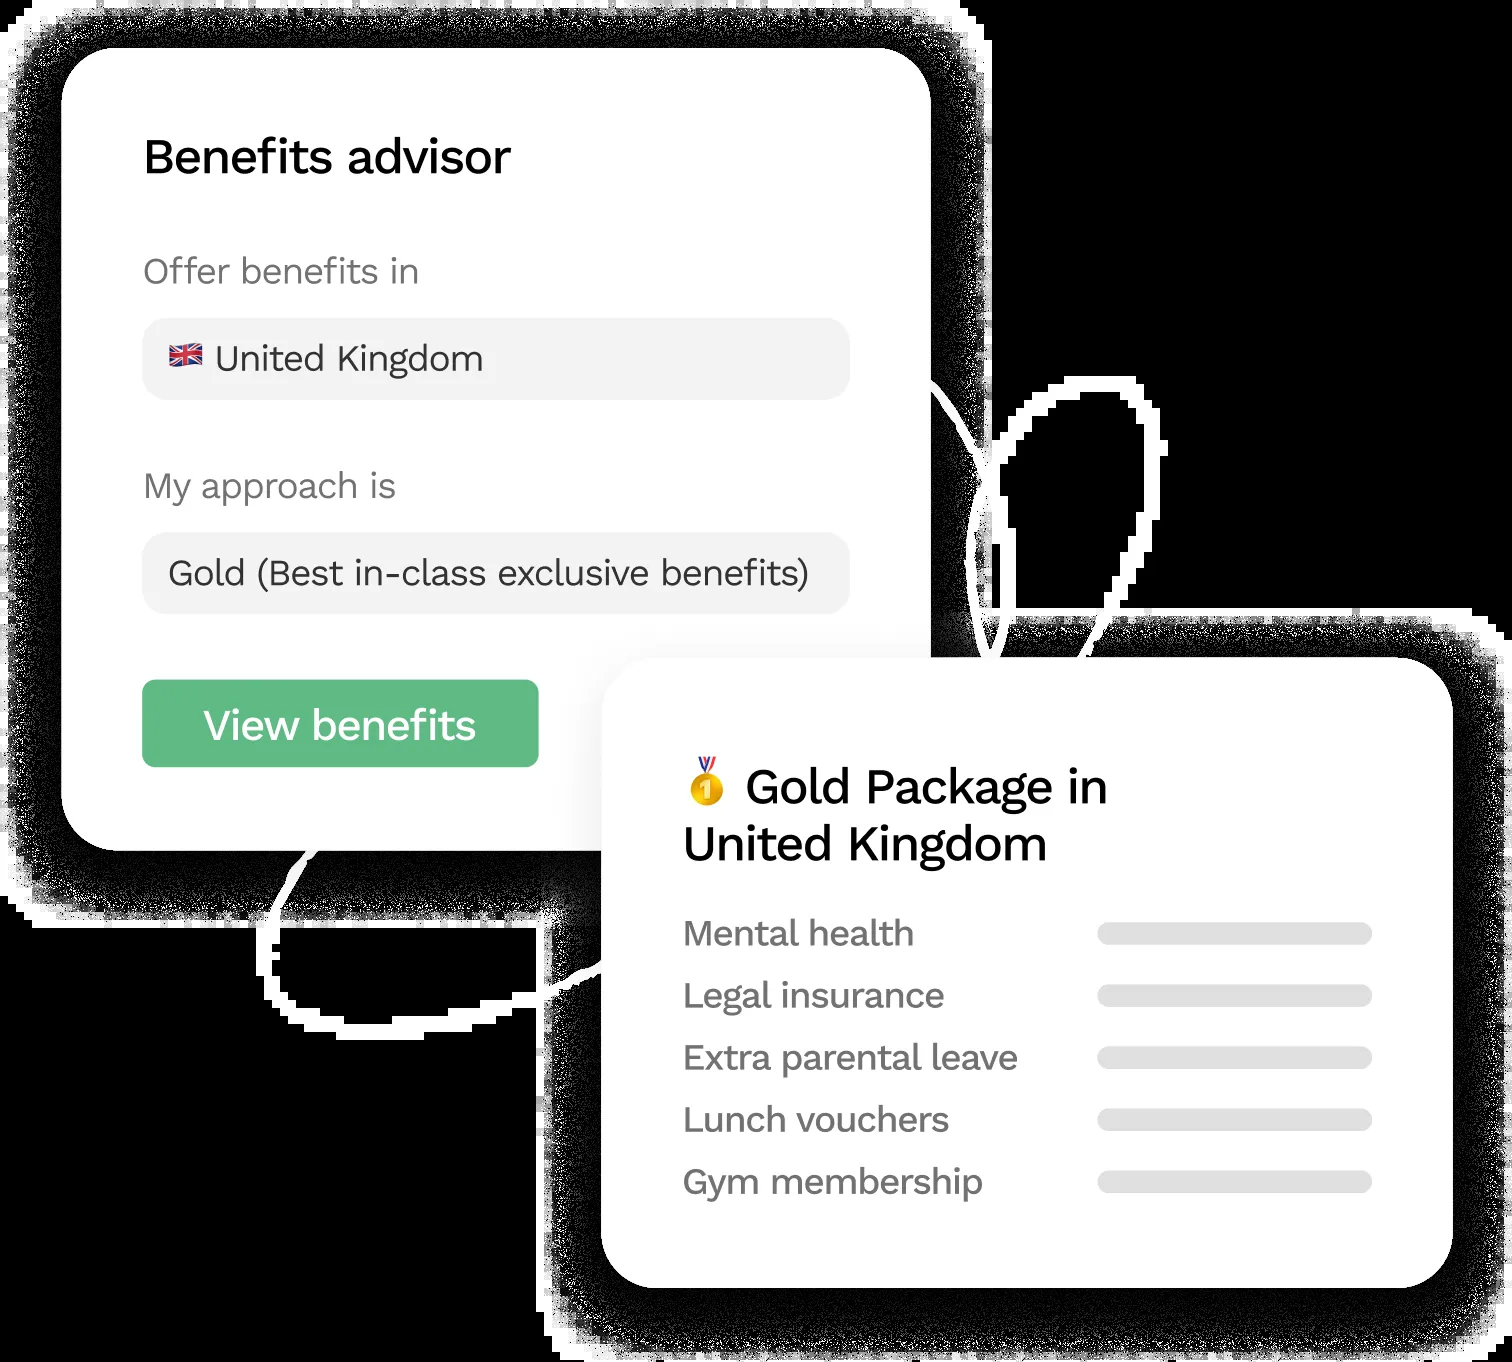 Benefits advisor
Offer benefits in
🇬🇧 United Kingdom
My approach is
Gold (Best in-class exclusive benefits)
View benefits
🥇 Gold Package in
United Kingdom
Mental health
Legal insurance
Extra parental leave
Lunch vouchers
Gym membership